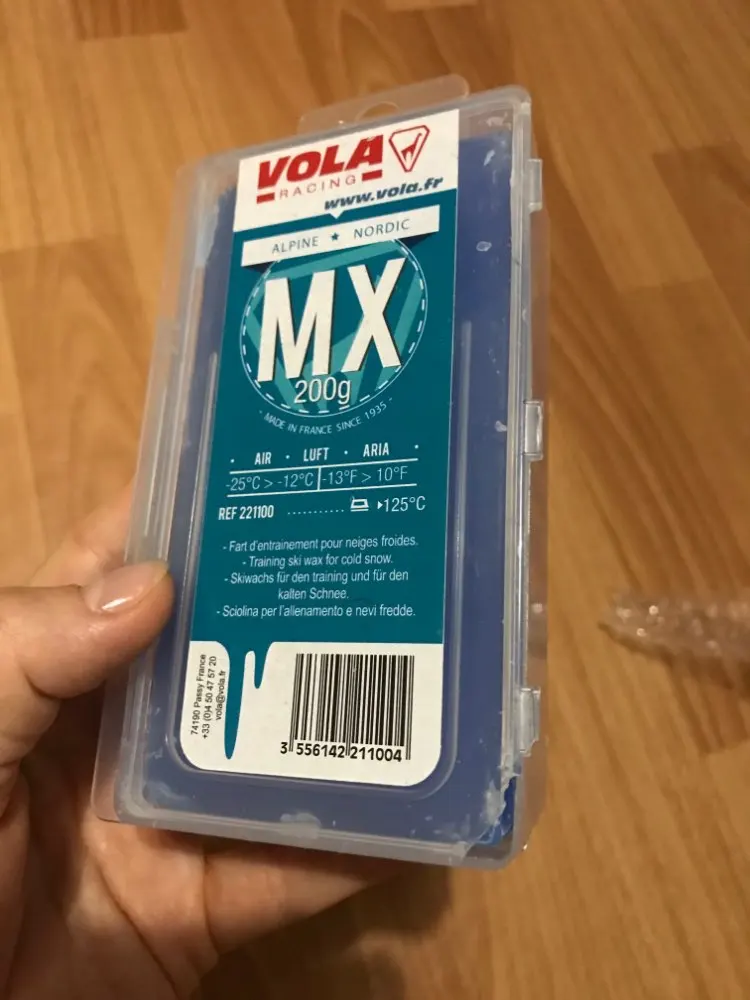 VOLA
RACING
www.vola.fr
ALPINE ★ NORDIC
MX
200g
- MADE IN FRANCE SINCE 1935 -
• AIR • LUFT • ARIA •
-25°C > -12°C | -13°F > 10°F
REF 221100 ........... 125°C
- Fart d'entrainement pour neiges froides.
- Training ski wax for cold snow.
- Skiwachs für den training und für den
kalten Schnee.
- Sciolina per l'allenamento e nevi fredde.
74190 Passy France
+33 (0)4 50 47 57 20
vola@vola.fr
3 556142 211004